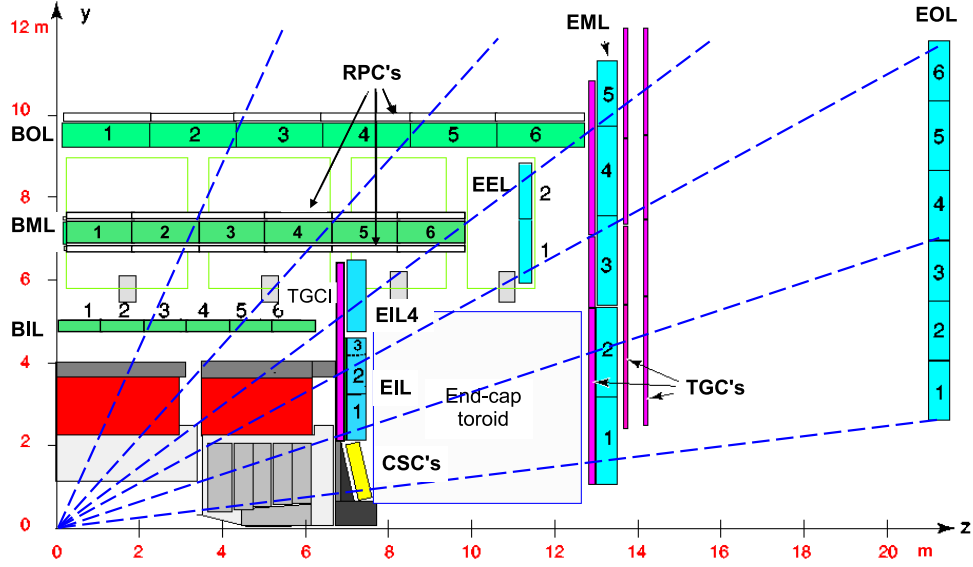 y
12 m
EML
EOL
RPC's
6
5
10
BOL 1 2 3 4 5 6
5
4
EEL 2
8
4
BML 1 2 3 4 5 6
1
3
3
6
TGCI
EIL4
1 2 3 4 5 6
BIL
2
4
3
2
EIL
End-cap
toroid
2
TGC's
1
1
2
1
CSC's
0
z
0 2 4 6 8 10 12 14 16 18 20 m